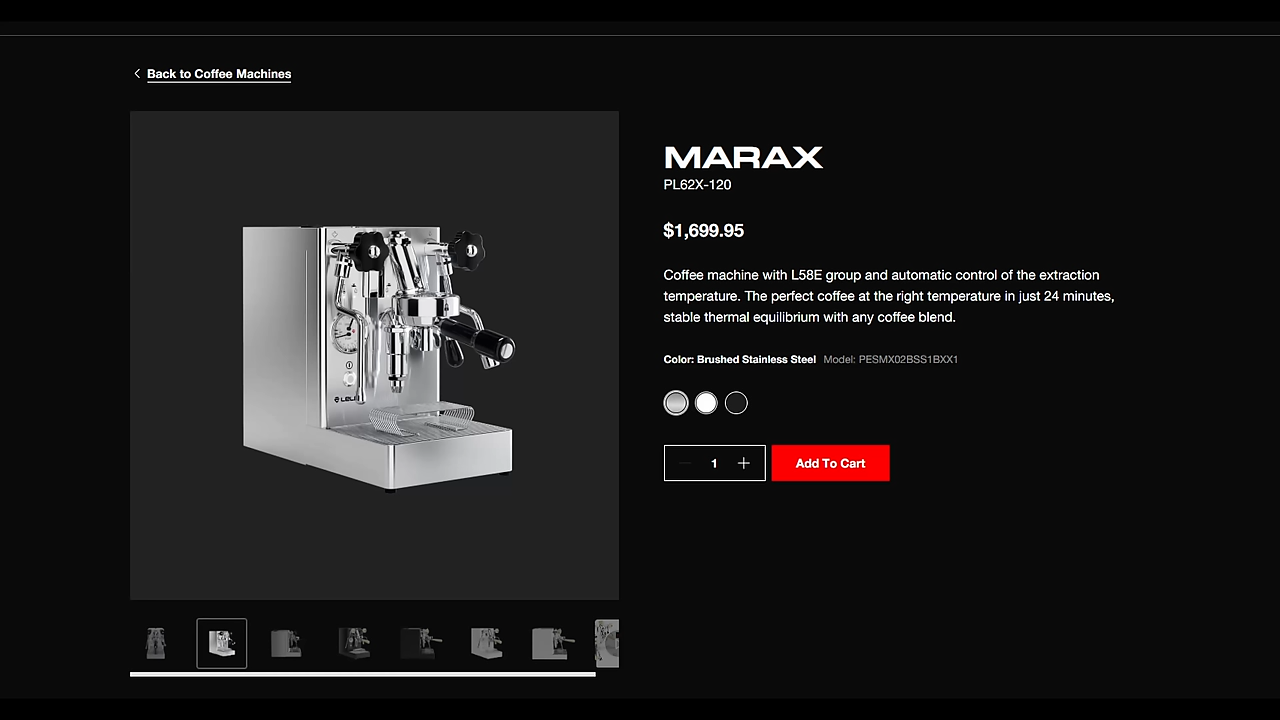 Back to Coffee Machines
MARAX
PL62X-120
$1,699.95
Coffee machine with L58E group and automatic control of the extraction
temperature. The perfect coffee at the right temperature in just 24 minutes,
stable thermal equilibrium with any coffee blend.
Color: Brushed Stainless Steel Model: PESMX02BSS1BXX1
1
Add To Cart